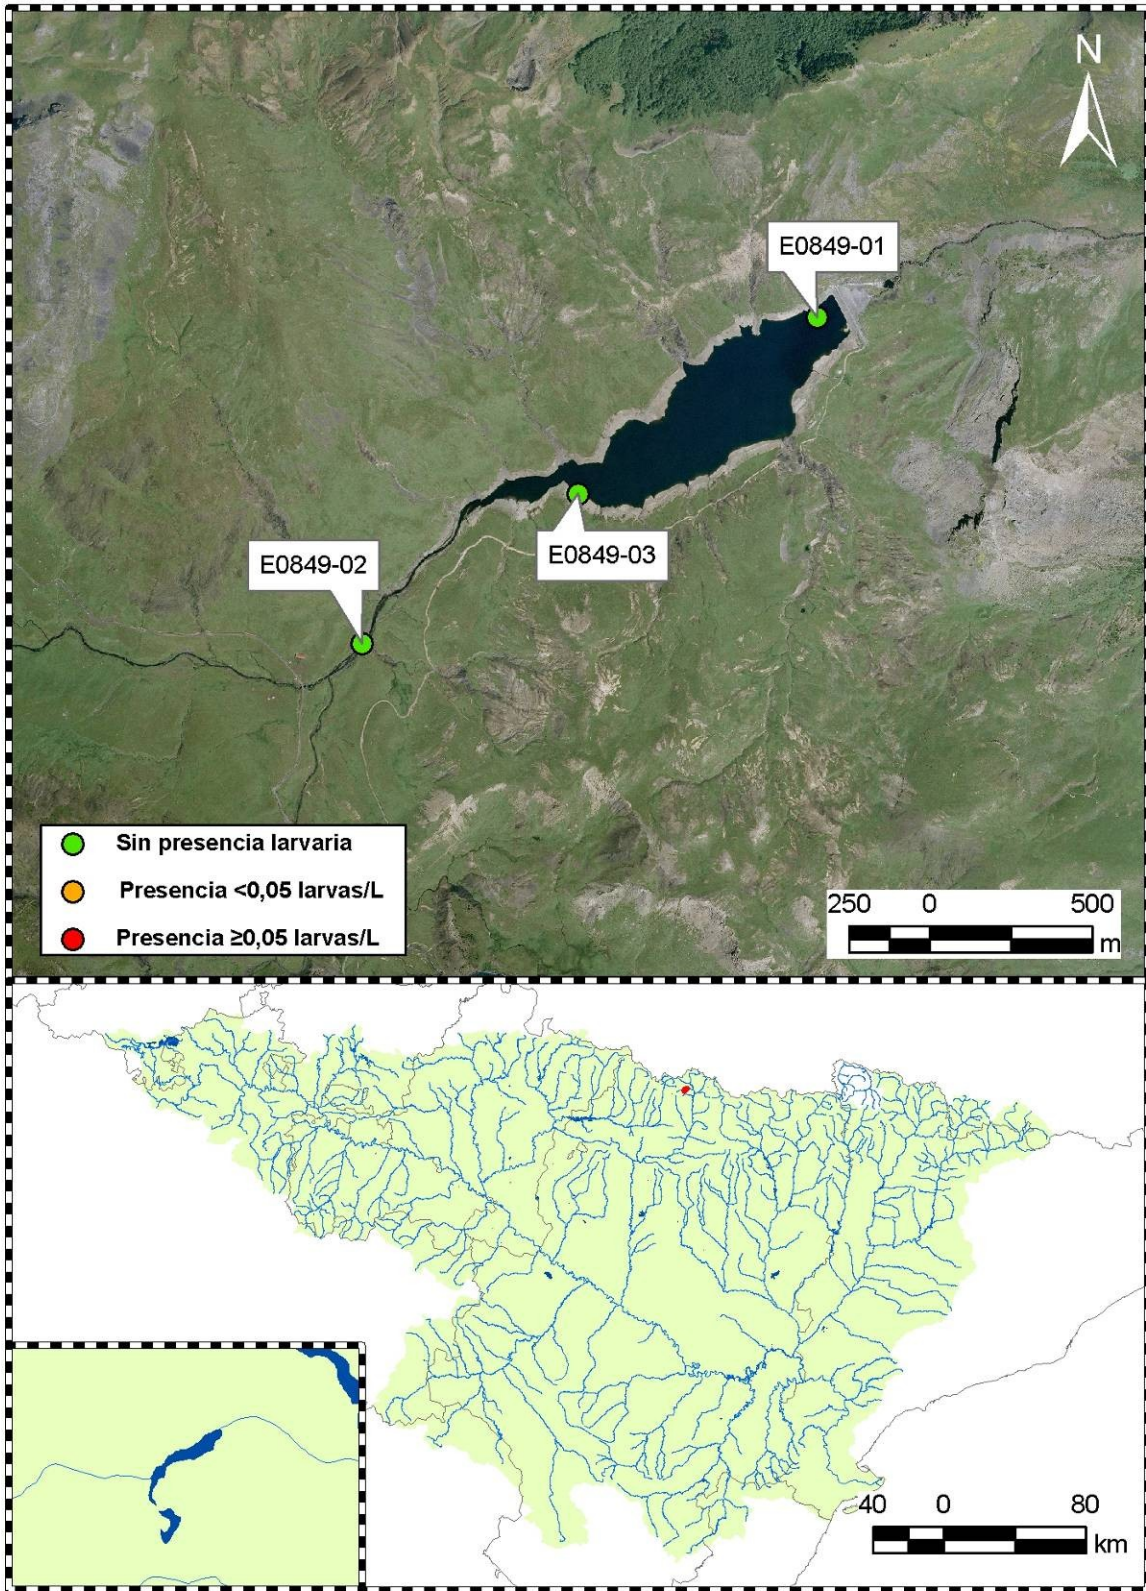 N
E0849-01
E0849-03
E0849-02
Sin presencia larvaria
Presencia <0,05 larvas/L
Presencia ≥0,05 larvas/L
250 0 500
m
40 0 80
km